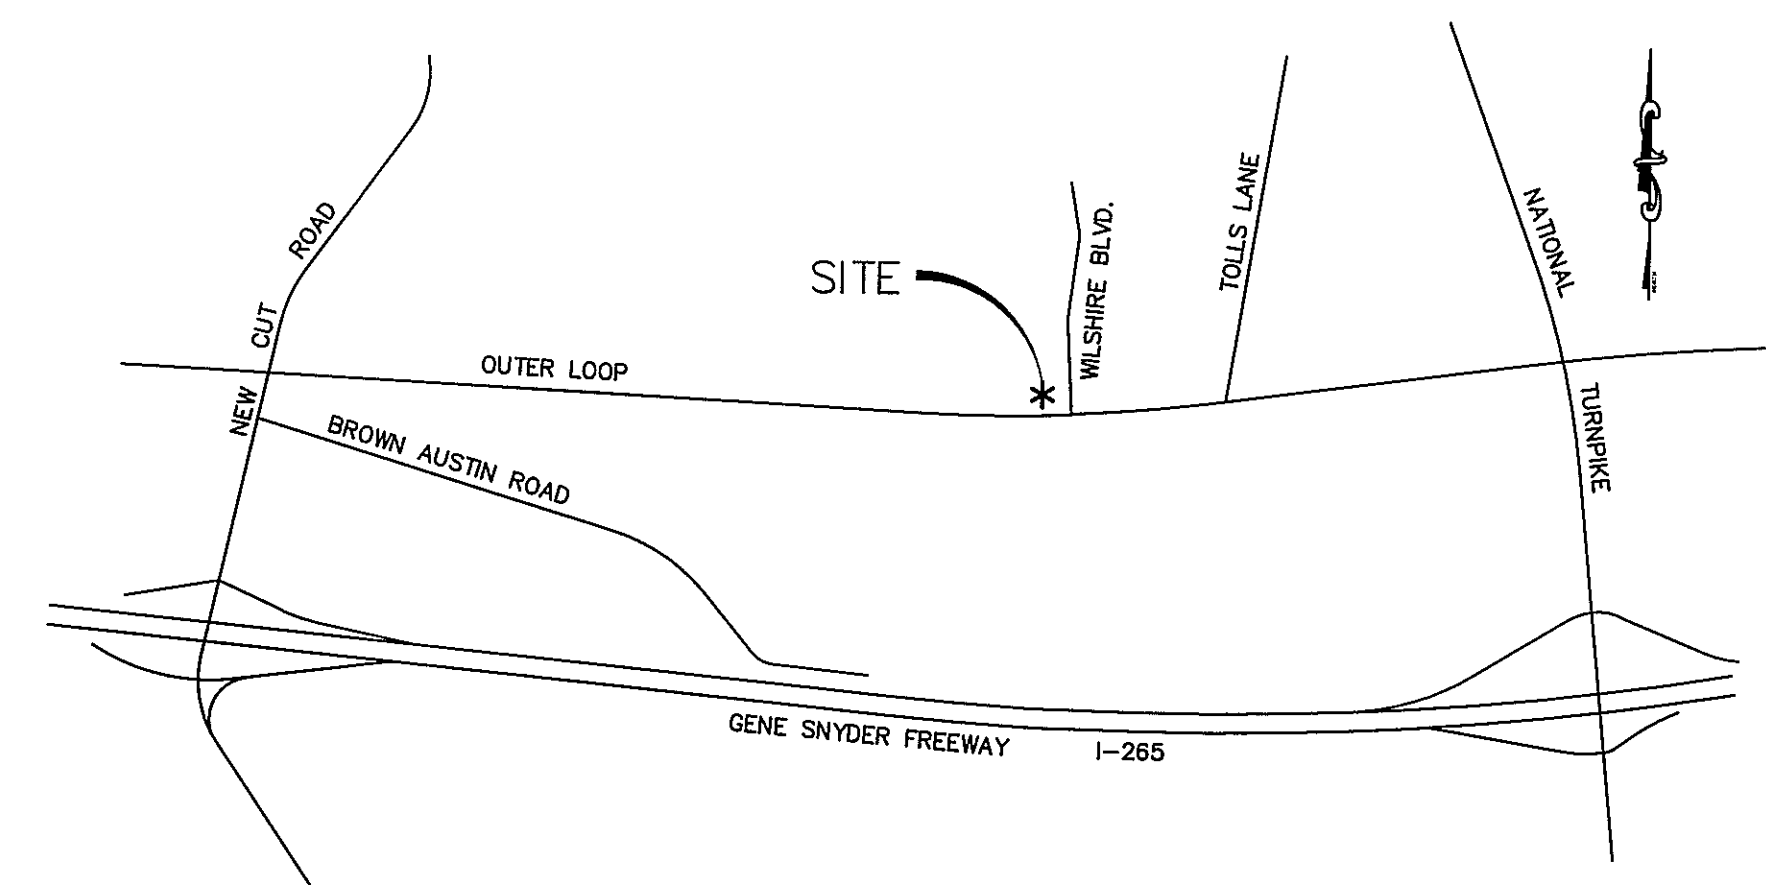 NEW CUT ROAD
OUTER LOOP
BROWN AUSTIN ROAD
SITE
WILSHIRE BLVD.
TOLLS LANE
NATIONAL TURNPIKE
GENE SNYDER FREEWAY I-265